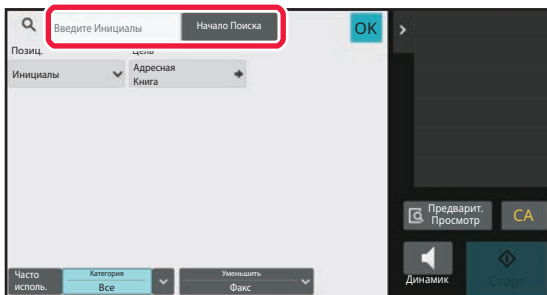 Введите Инициалы
Начало Поиска
OK
Позиц.
Цель
Инициалы
Адресная
Книга
Предварит.
Просмотр
CA
Часто
исполь.
Категория
Все
Уменьшить
Факс
Динамик
Старт